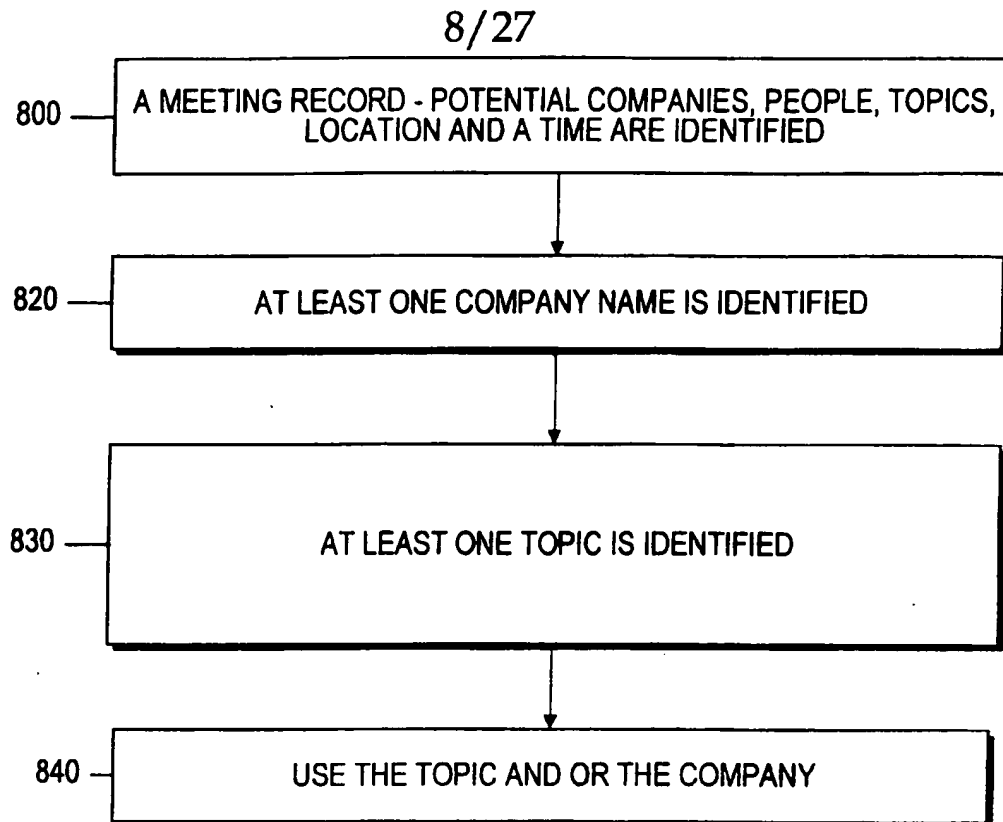 8/27
800
A MEETING RECORD - POTENTIAL COMPANIES, PEOPLE, TOPICS,
LOCATION AND A TIME ARE IDENTIFIED
820
AT LEAST ONE COMPANY NAME IS IDENTIFIED
830
AT LEAST ONE TOPIC IS IDENTIFIED
840
USE THE TOPIC AND OR THE COMPANY